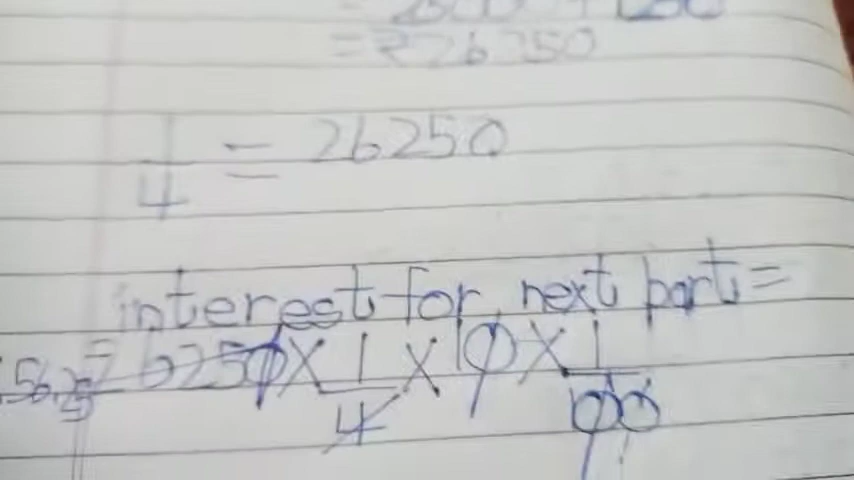 = ₹26250
1/4 = 26250
interest for next part =
26250 × 1/4 × 10 × 1/100